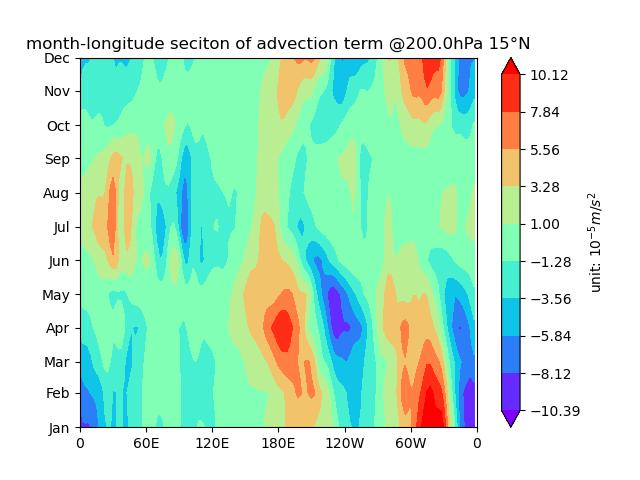 month-longitude seciton of advection term @200.0hPa 15°N
Dec
Nov
Oct
Sep
Aug
Jul
Jun
May
Apr
Mar
Feb
Jan
0 60E 120E 180E 120W 60W 0
10.12
7.84
5.56
3.28
1.00
−1.28
−3.56
−5.84
−8.12
−10.39
unit: 10⁻⁵m/s²